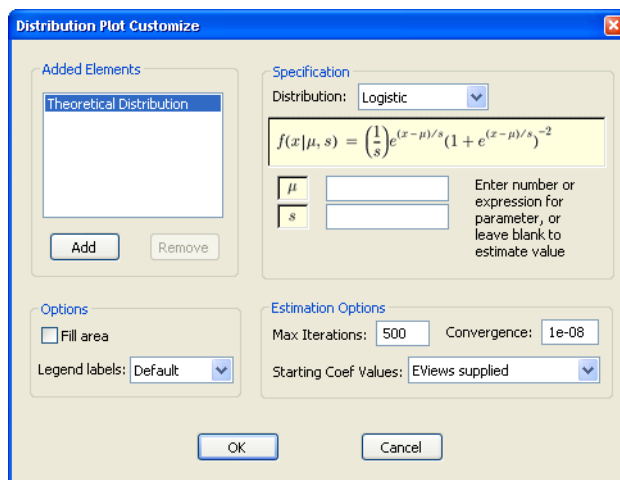 Distribution Plot Customize
Added Elements
Theoretical Distribution
Add
Remove
Specification
Distribution: Logistic
f(x|μ, s) = (1/s)e^{(x−μ)/s}(1 + e^{(x−μ)/s})^{−2}
μ
s
Enter number or
expression for
parameter, or
leave blank to
estimate value
Options
Fill area
Legend labels: Default
Estimation Options
Max Iterations: 500 Convergence: 1e-08
Starting Coef Values: EViews supplied
OK
Cancel